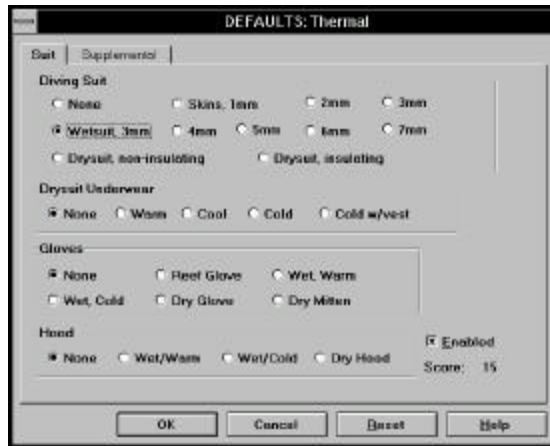 DEFAULTS: Thermal
Suit Supplemental
Diving Suit
None Skins, 1mm 2mm 3mm
Wetsuit, 3mm 4mm 5mm 6mm 7mm
Drysuit, non-insulating Drysuit, insulating
Drysuit Underwear
None Warm Cool Cold Cold w/vest
Gloves
None Reef Glove Wet, Warm
Wet, Cold Dry Glove Dry Mitten
Hood
None Wet/Warm Wet/Cold Dry Hood
Enabled
Score: 15
OK Cancel Reset Help